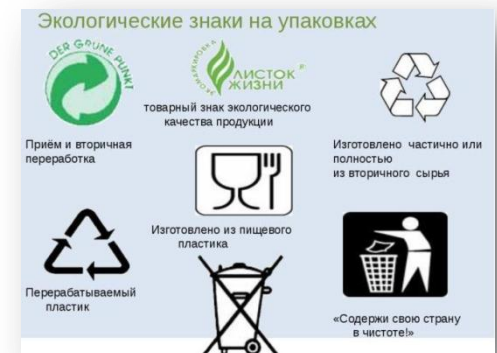 Экологические знаки на упаковках
DER GRÜNE PUNKT
ЭКОМАРКИРОВКА
ЛИСТОК
ЖИЗНИ
товарный знак экологического
качества продукции
Приём и вторичная
переработка
Изготовлено частично или
полностью
из вторичного сырья
Изготовлено из пищевого
пластика
Перерабатываемый
пластик
«Содержи свою страну
в чистоте!»